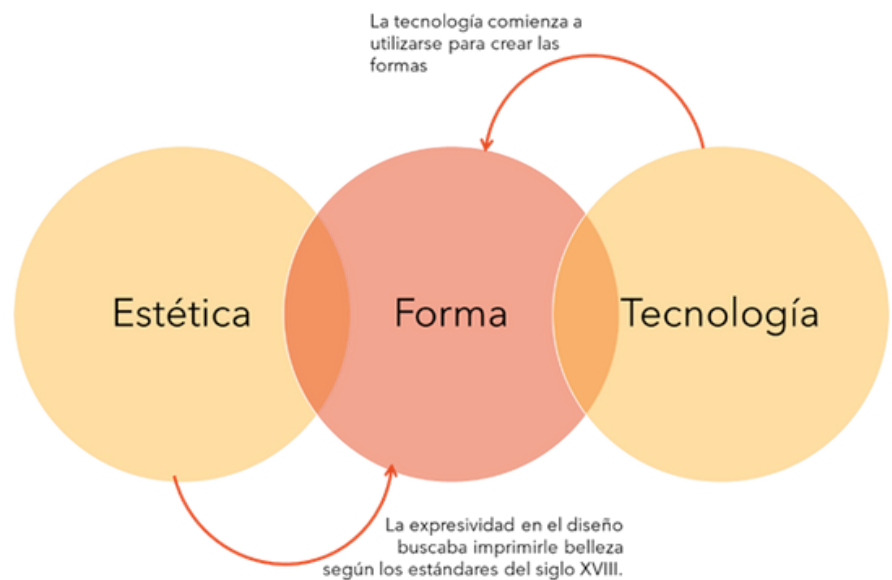 La tecnología comienza a
utilizarse para crear las
formas
Estética
Forma
Tecnología
La expresividad en el diseño
buscaba imprimirle belleza
según los estándares del siglo XVIII.